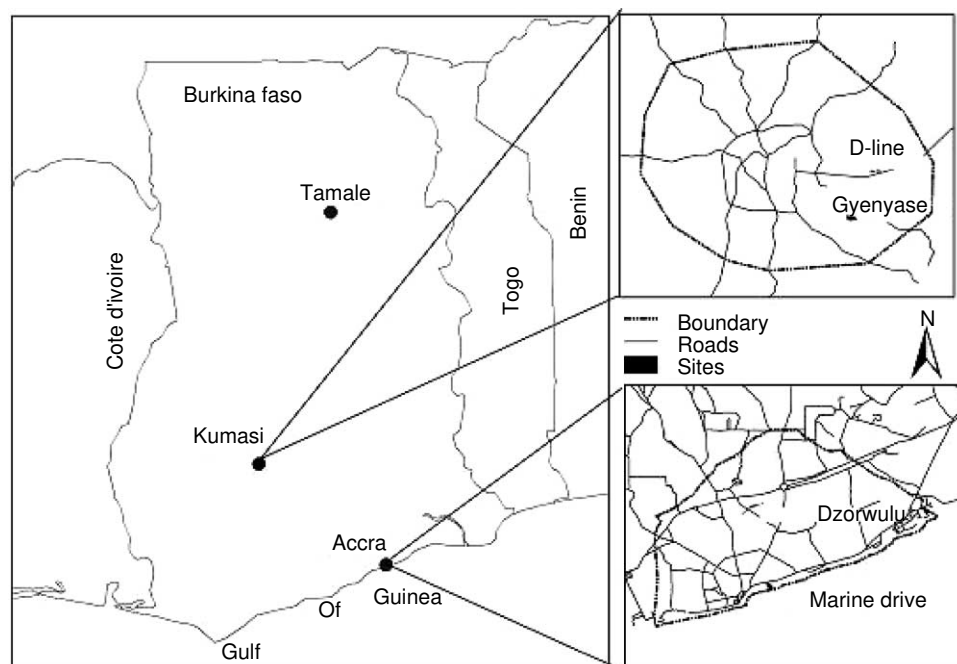 Burkina faso
Tamale
Cote d'ivoire
Togo
Benin
Kumasi
Accra
Gulf
Of
Guinea
D-line
Gyenyase
Boundary
Roads
Sites
N
Dzorwulu
Marine drive